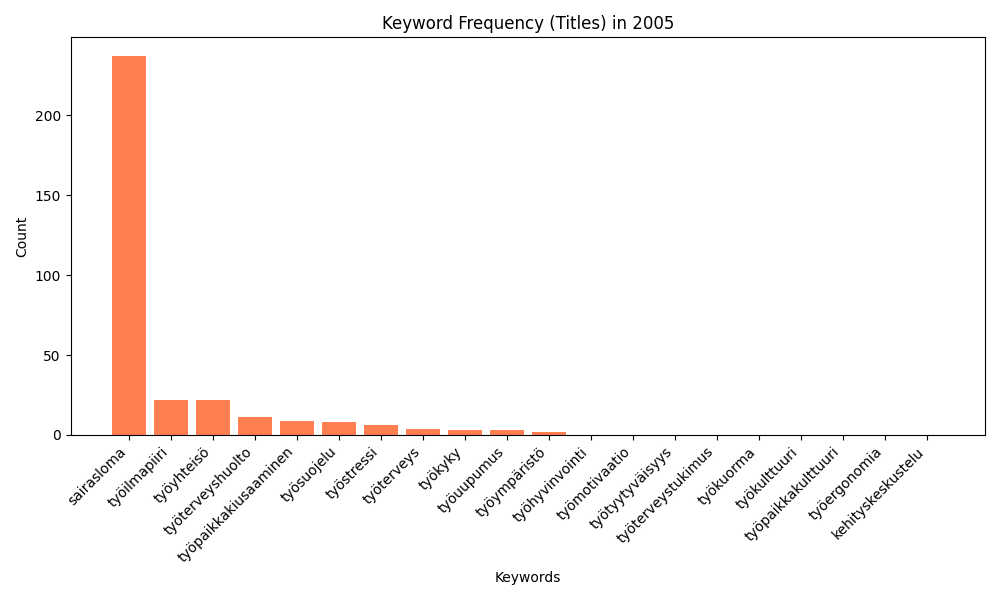 Keyword Frequency (Titles) in 2005
Count
200
150
100
50
0
sairasloma
työilmapiiri
työyhteisö
työterveyshuolto
työpaikkakiusaaminen
työsuojelu
työstressi
työterveys
työkyky
työuupumus
työympäristö
työhyvinvointi
työmotivaatio
työtyytyväisyys
työterveystukimus
työkuorma
työkulttuuri
työpaikkakulttuuri
työergonomia
kehityskeskustelu
Keywords